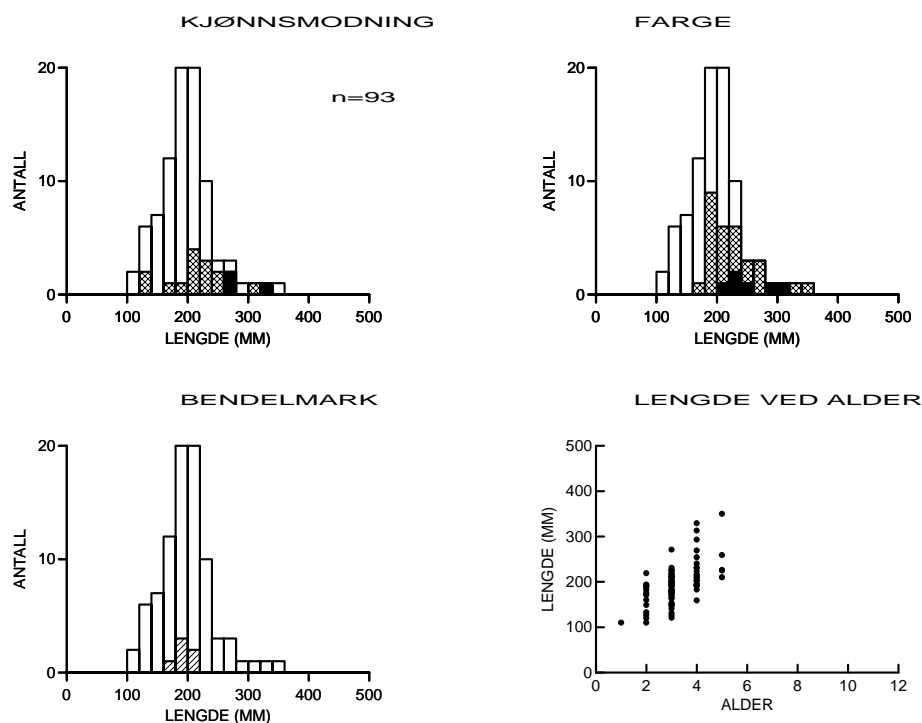 KJØNNSMODNING
20
10
0
ANTALL
n=93
0 100 200 300 400 500
LENGDE (MM)
FARGE
20
10
0
ANTALL
0 100 200 300 400 500
LENGDE (MM)
BENDELMARK
20
10
0
ANTALL
0 100 200 300 400 500
LENGDE (MM)
LENGDE VED ALDER
500
400
300
200
100
0
LENGDE (MM)
0 2 4 6 8 10 12
ALDER